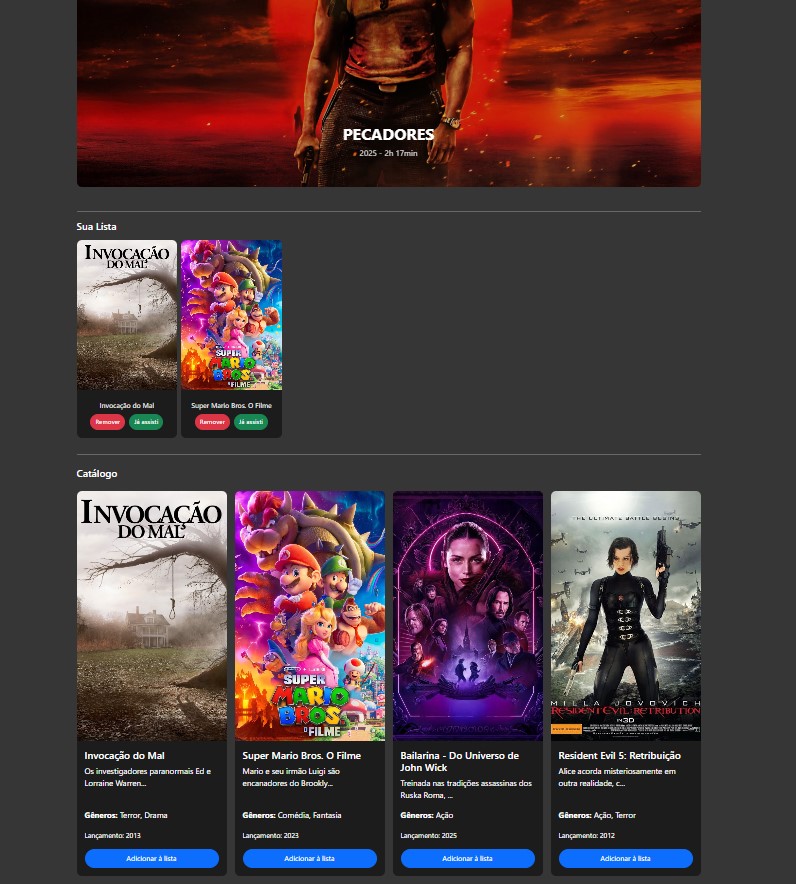 PECADORES
2025 - 2h 17min
Sua Lista
INVOCAÇÃO
DO MAL
SUPER
MARIO
BROS.
O FILME
Invocação do Mal
Remover Já assisti
Super Mario Bros. O Filme
Remover Já assisti
Catálogo
INVOCAÇÃO
DO MAL
SUPER
MARIO
BROS.
O FILME
THE ULTIMATE BATTLE BEGINS
MILLA JOVOVICH
RESIDENT EVIL: RETRIBUTION
IN 3D
Invocação do Mal
Os investigadores paranormais Ed e
Lorraine Warren...
Gêneros: Terror, Drama
Lançamento: 2013
Adicionar à lista
Super Mario Bros. O Filme
Mario e seu irmão Luigi são
encanadores do Brookly...
Gêneros: Comédia, Fantasia
Lançamento: 2023
Adicionar à lista
Bailarina - Do Universo de
John Wick
Treinada nas tradições assassinas dos
Ruska Roma, ...
Gêneros: Ação
Lançamento: 2025
Adicionar à lista
Resident Evil 5: Retribuição
Alice acorda misteriosamente em
outra realidade, c...
Gêneros: Ação, Terror
Lançamento: 2012
Adicionar à lista